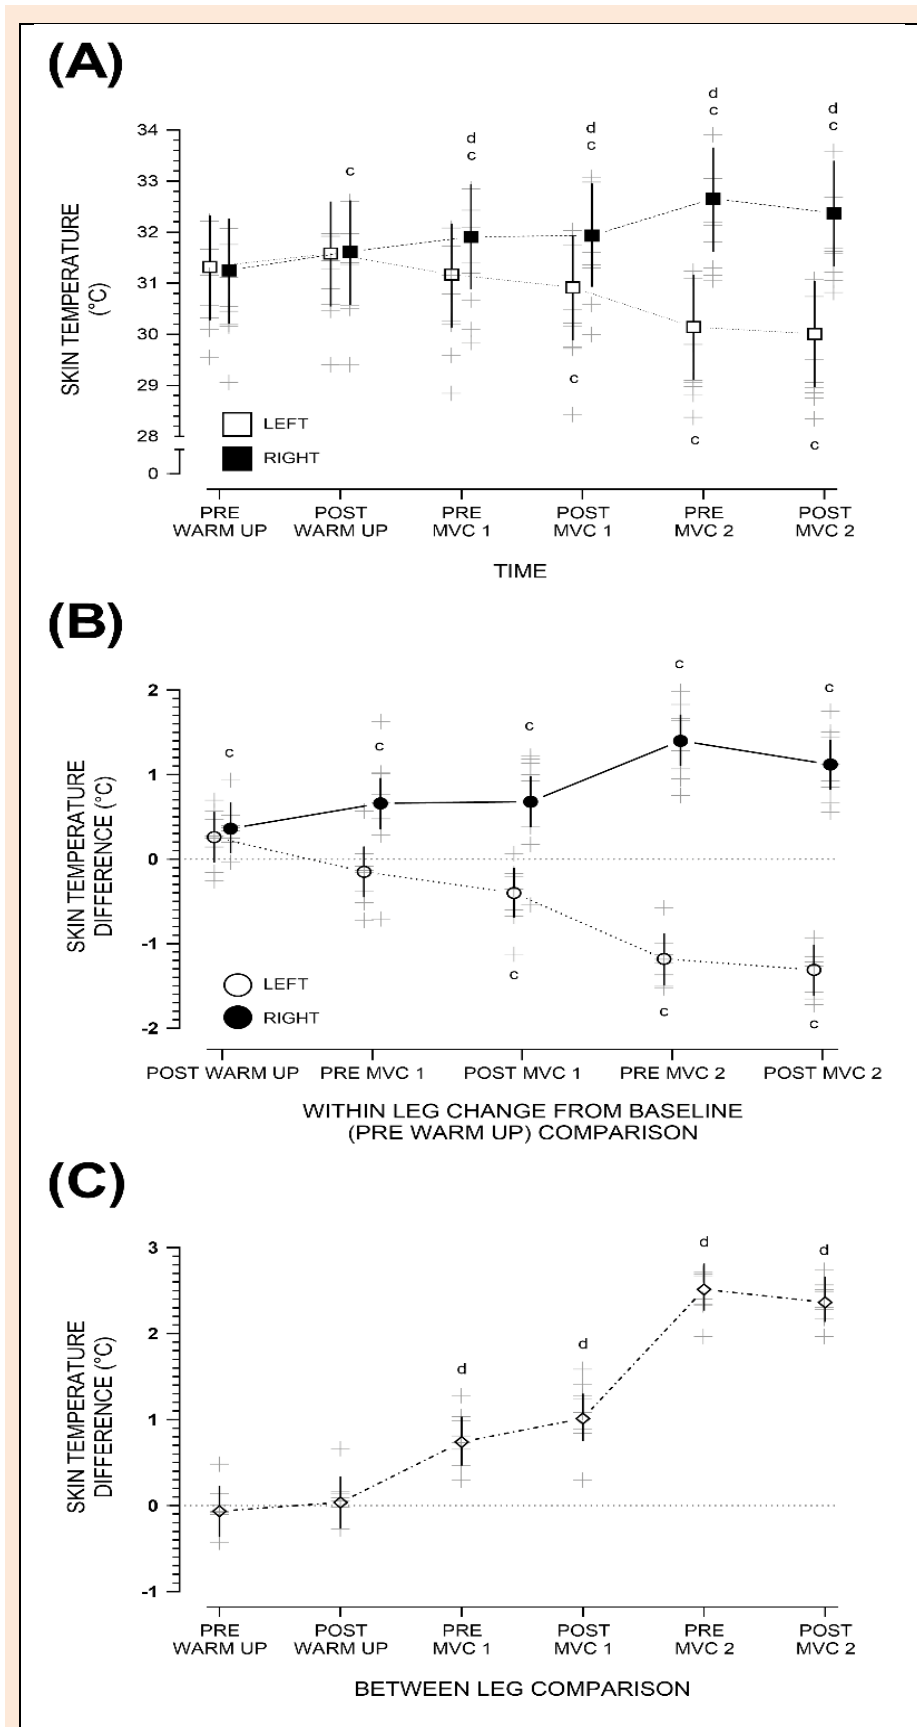 (A)
d
c
d
c
d
c
d
c
c
34
33
32
31
30
29
28
0
SKIN TEMPERATURE
(°C)
c
c
c
LEFT
RIGHT
PRE
WARM UP
POST
WARM UP
PRE
MVC 1
POST
MVC 1
PRE
MVC 2
POST
MVC 2
TIME
(B)
c
c
c
c
c
2
1
0
-1
-2
SKIN TEMPERATURE
DIFFERENCE (°C)
c
c
c
LEFT
RIGHT
POST WARM UP
PRE MVC 1
POST MVC 1
PRE MVC 2
POST MVC 2
WITHIN LEG CHANGE FROM BASELINE
(PRE WARM UP) COMPARISON
(C)
d
d
d
d
3
2
1
0
-1
SKIN TEMPERATURE
DIFFERENCE (°C)
PRE
WARM UP
POST
WARM UP
PRE
MVC 1
POST
MVC 1
PRE
MVC 2
POST
MVC 2
BETWEEN LEG COMPARISON